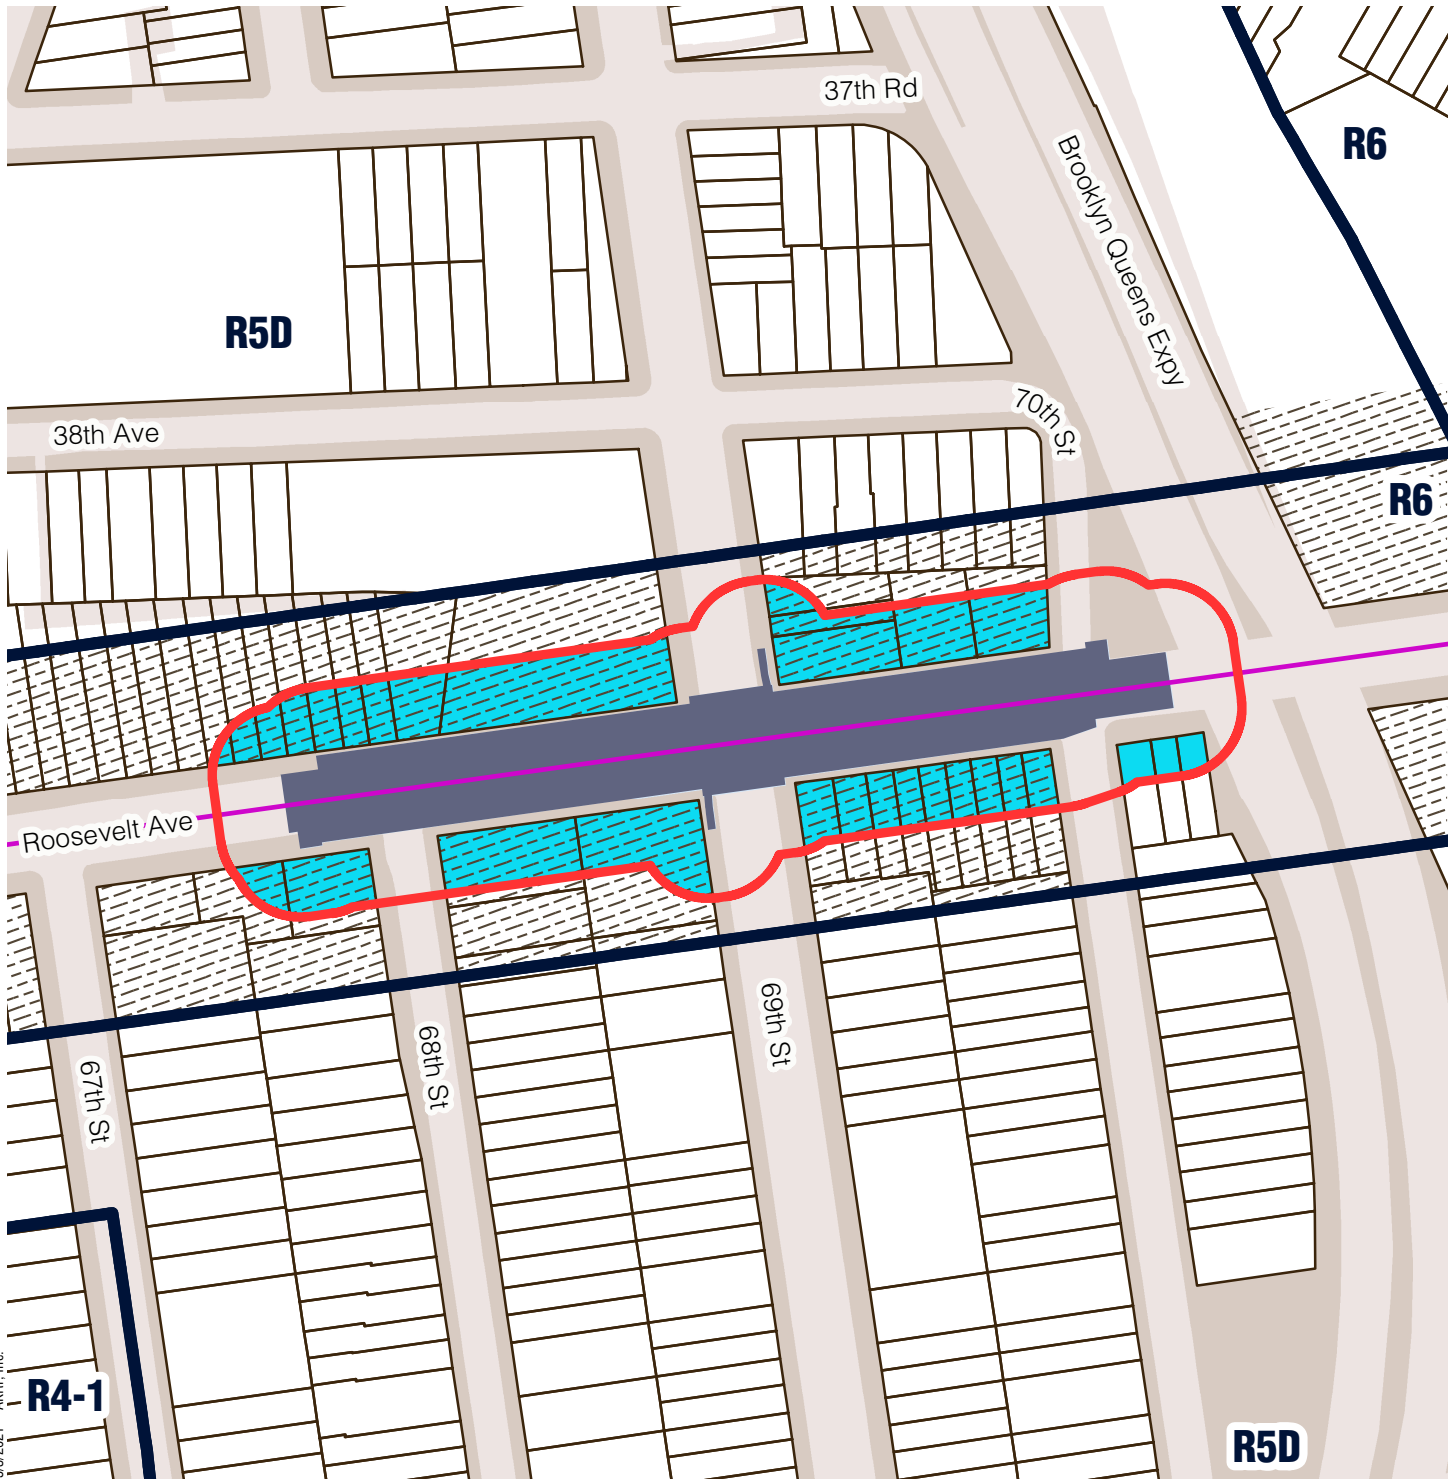 37th Rd
R6
Brooklyn Queens Expy
R5D
70th St
38th Ave
R6
Roosevelt Ave
69th St
68th St
67th St
R4-1
R5D